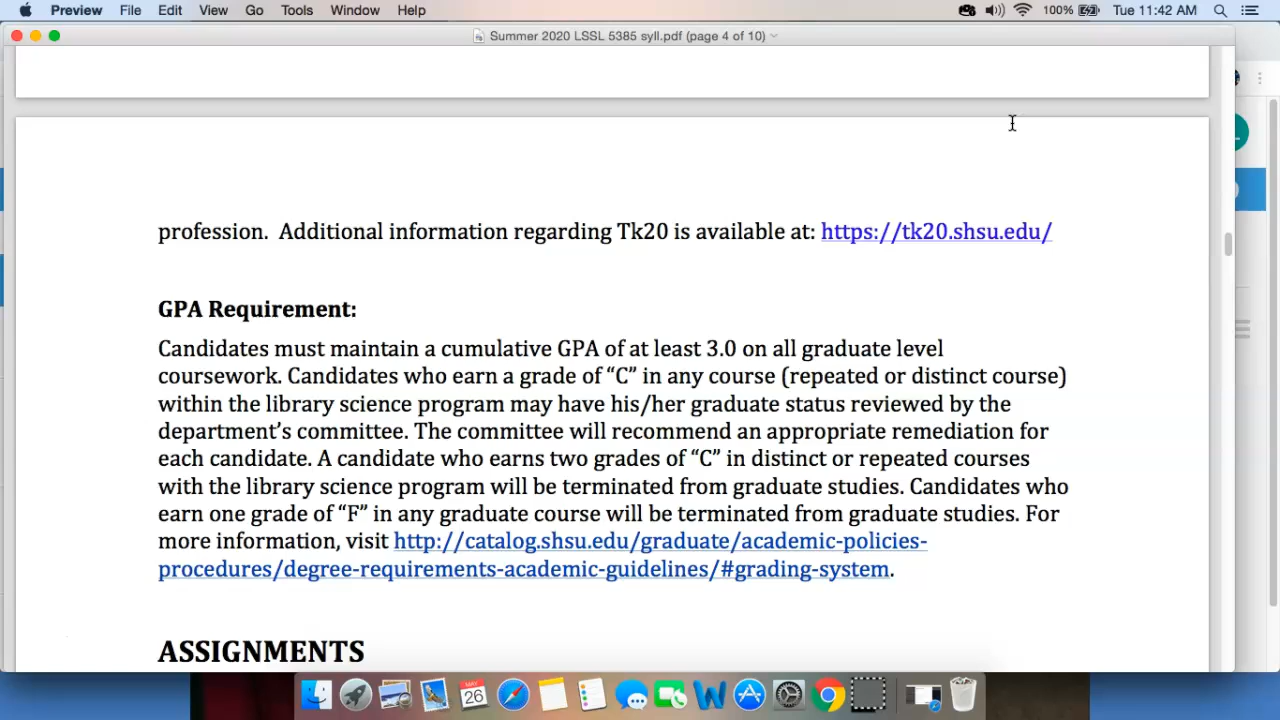 Preview File Edit View Go Tools Window Help 100% Tue 11:42 AM
Summer 2020 LSSL 5385 syll.pdf (page 4 of 10)
profession. Additional information regarding Tk20 is available at: https://tk20.shsu.edu/
GPA Requirement:
Candidates must maintain a cumulative GPA of at least 3.0 on all graduate level
coursework. Candidates who earn a grade of “C” in any course (repeated or distinct course)
within the library science program may have his/her graduate status reviewed by the
department’s committee. The committee will recommend an appropriate remediation for
each candidate. A candidate who earns two grades of “C” in distinct or repeated courses
with the library science program will be terminated from graduate studies. Candidates who
earn one grade of “F” in any graduate course will be terminated from graduate studies. For
more information, visit http://catalog.shsu.edu/graduate/academic-policies-
procedures/degree-requirements-academic-guidelines/#grading-system.
ASSIGNMENTS
MAY
26